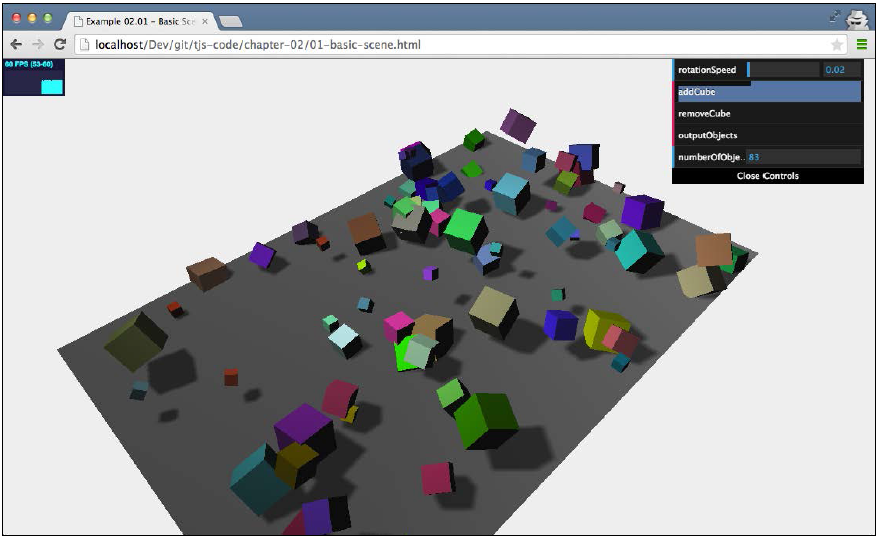 Example 02.01 - Basic Sce
localhost/Dev/git/tjs-code/chapter-02/01-basic-scene.html
60 FPS (53-60)
rotationSpeed 0.02
addCube
removeCube
outputObjects
numberOfObje.. 83
Close Controls